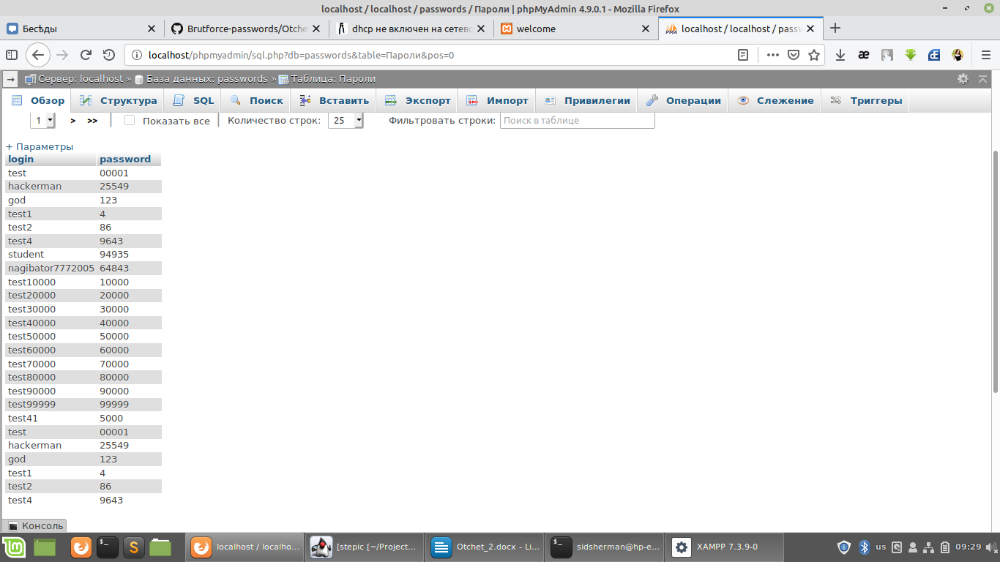 localhost / localhost / passwords / Пароли | phpMyAdmin 4.9.0.1 - Mozilla Firefox
Бесѣды
Brutforce-passwords/Otche
dhcp не включен на сетево
welcome
localhost / localhost / passw
localhost/phpmyadmin/sql.php?db=passwords&table=Пароли&pos=0
Сервер: localhost » База данных: passwords » Таблица: Пароли
Обзор Структура SQL Поиск Вставить Экспорт Импорт Привилегии Операции Слежение Триггеры
1 > >> Показать все Количество строк: 25 Фильтровать строки: Поиск в таблице
+ Параметры
login password
test 00001
hackerman 25549
god 123
test1 4
test2 86
test4 9643
student 94935
nagibator7772005 64843
test10000 10000
test20000 20000
test30000 30000
test40000 40000
test50000 50000
test60000 60000
test70000 70000
test80000 80000
test90000 90000
test99999 99999
test41 5000
test 00001
hackerman 25549
god 123
test1 4
test2 86
test4 9643
Консоль
localhost / localho...
[stepic [~/Project...
Otchet_2.docx - Li...
sidsherman@hp-e...
XAMPP 7.3.9-0
us
09:29